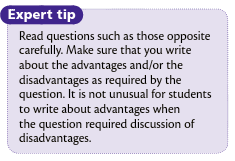 Expert tip
Read questions such as those opposite
carefully. Make sure that you write
about the advantages and/or the
disadvantages as required by the
question. It is not unusual for students
to write about advantages when
the question required discussion of
disadvantages.